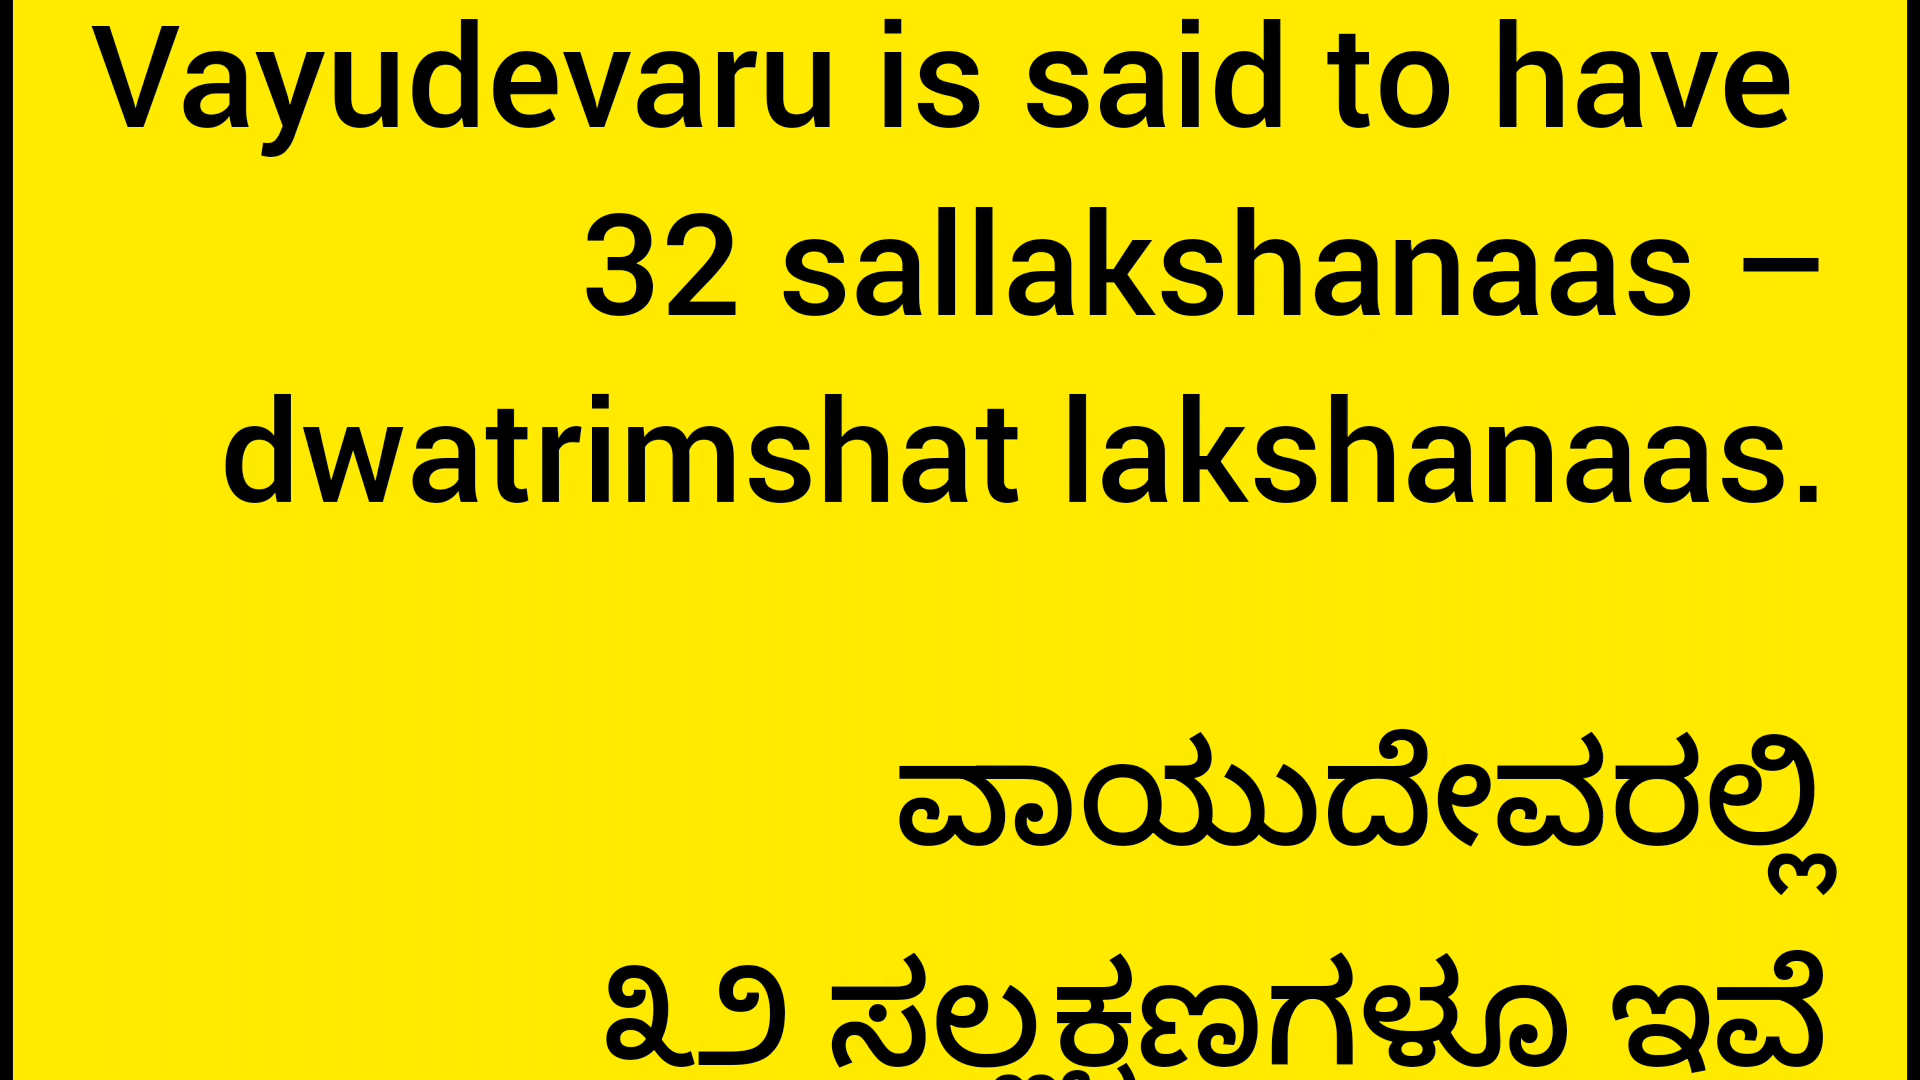 Vayudevaru is said to have
32 sallakshanaas –
dwatrimshat lakshanaas.
ವಾಯುದೇವರಲ್ಲಿ
೩೨ ಸಲ್ಲಕ್ಷಣಗಳೂ ಇವೆ